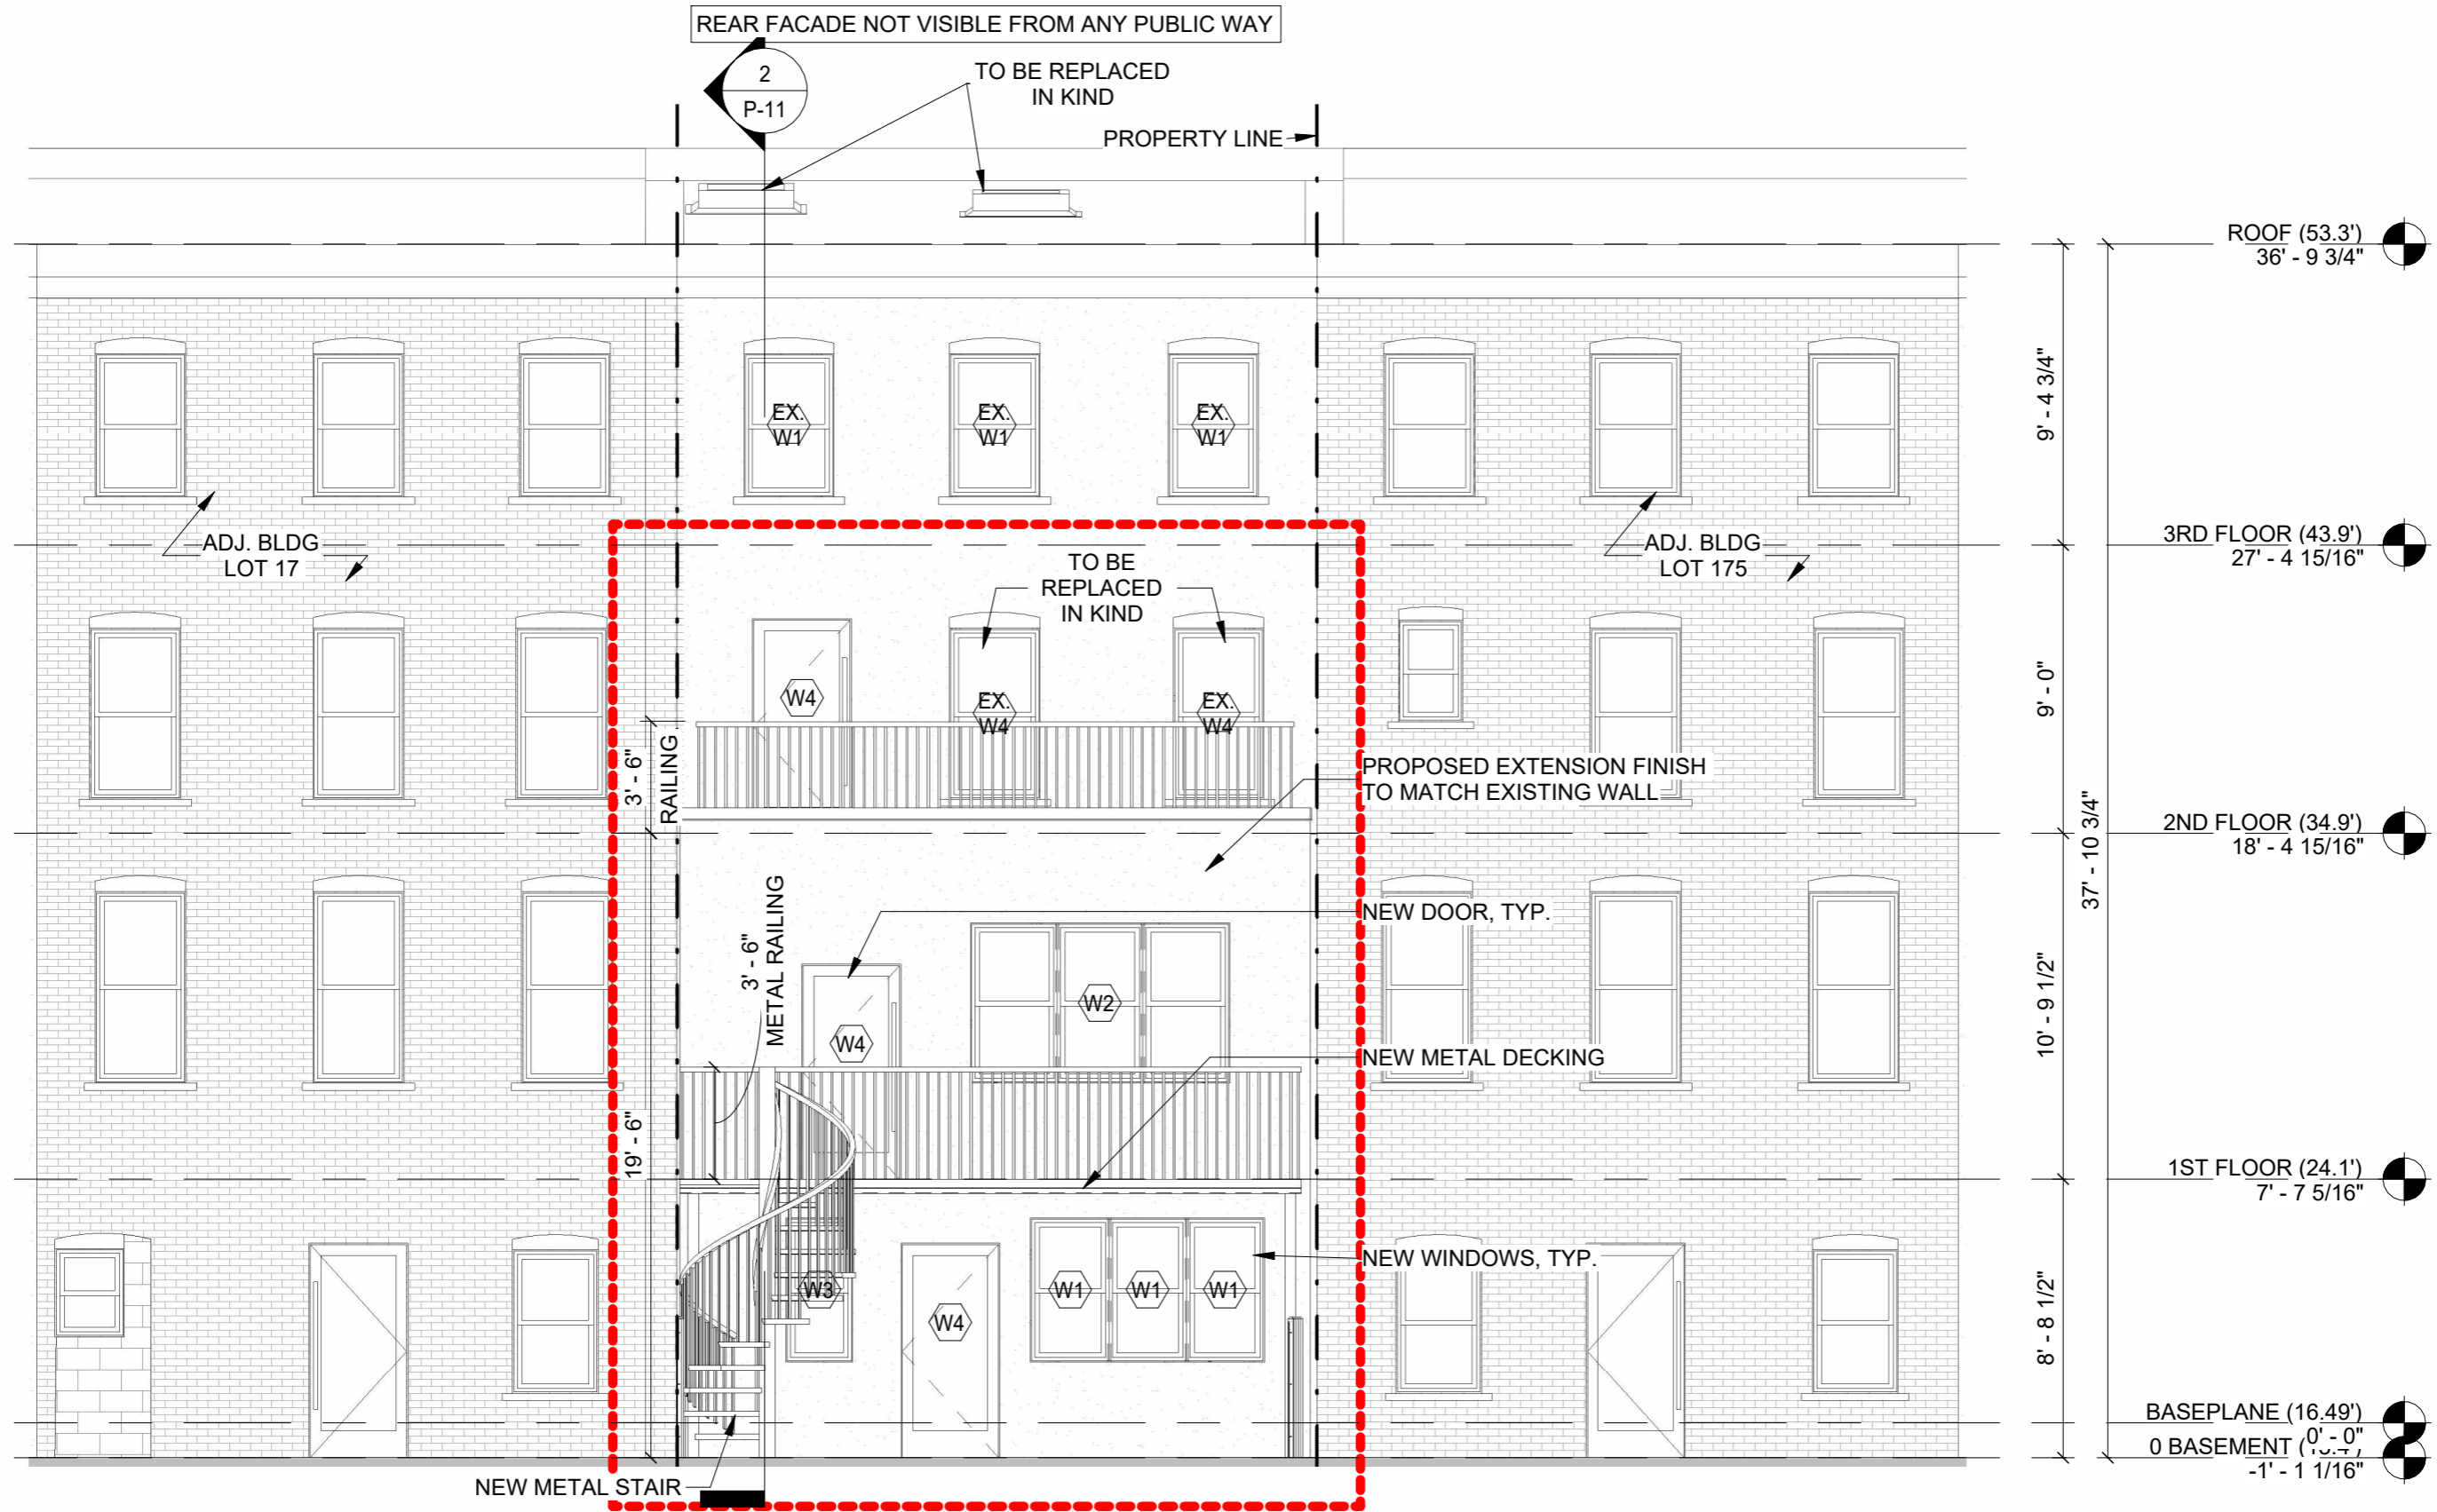 REAR FACADE NOT VISIBLE FROM ANY PUBLIC WAY
2
P-11
TO BE REPLACED
IN KIND
PROPERTY LINE
ROOF (53.3')
36' - 9 3/4"
9' - 4 3/4"
EX.
W1
EX.
W1
EX.
W1
ADJ. BLDG
LOT 17
ADJ. BLDG
LOT 175
3RD FLOOR (43.9')
27' - 4 15/16"
TO BE
REPLACED
IN KIND
W4
EX.
W4
EX.
W4
9' - 0"
3' - 6"
RAILING
PROPOSED EXTENSION FINISH
TO MATCH EXISTING WALL
37' - 10 3/4"
2ND FLOOR (34.9')
18' - 4 15/16"
3' - 6"
METAL RAILING
NEW DOOR, TYP.
W2
W4
10' - 9 1/2"
NEW METAL DECKING
19' - 6"
1ST FLOOR (24.1')
7' - 7 5/16"
NEW WINDOWS, TYP.
W3
W4
W1
W1
W1
8' - 8 1/2"
BASEPLANE (16.49')
0' - 0"
0 BASEMENT
-1' - 1 1/16"
NEW METAL STAIR